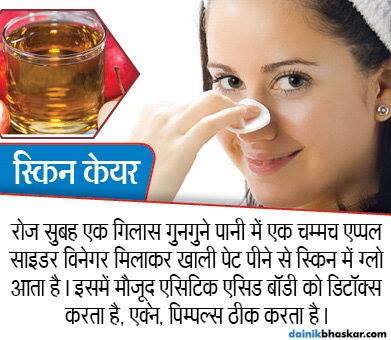 स्किन केयर
रोज सुबह एक गिलास गुनगुने पानी में एक चम्मच एप्पल
साइडर विनेगर मिलाकर खाली पेट पीने से स्किन में ग्लो
आता है। इसमें मौजूद एसिटिक एसिड बॉडी को डिटॉक्स
करता है, एक्ने, पिम्पल्स ठीक करता है।
dainikbhaskar.com